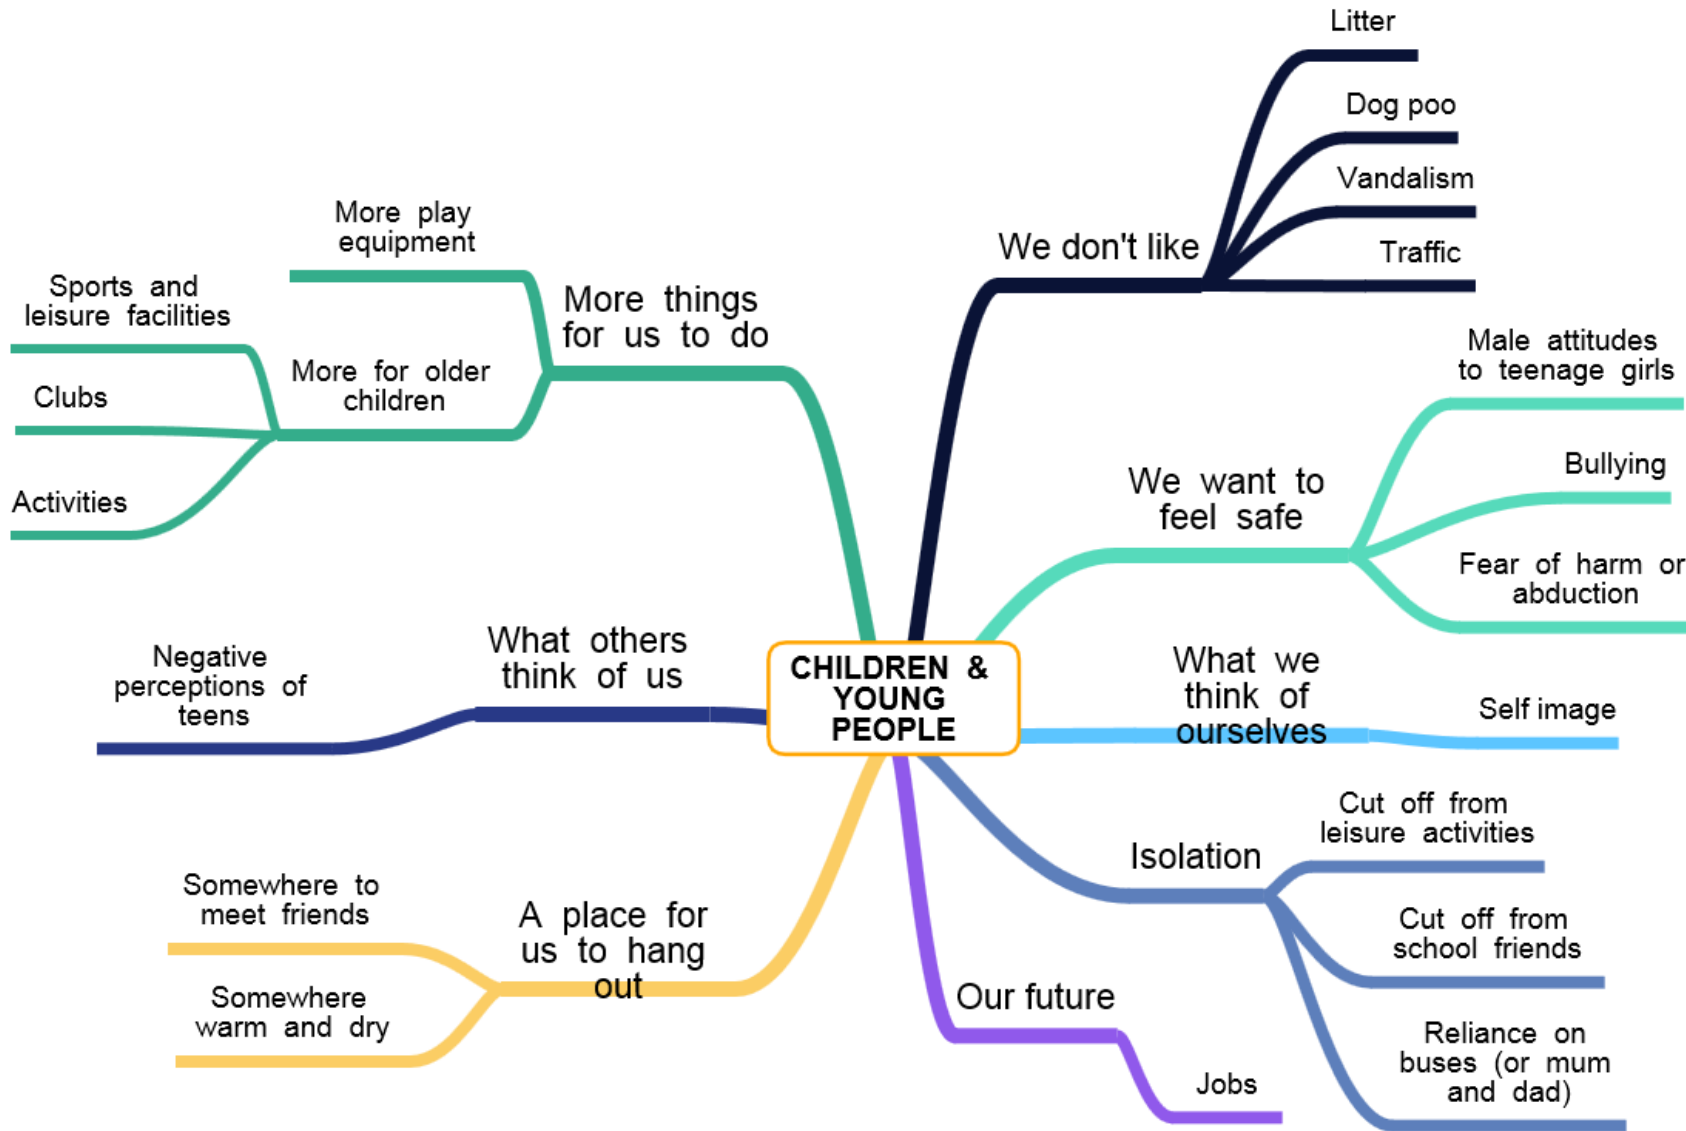 CHILDREN &
YOUNG
PEOPLE
We don't like
Litter
Dog poo
Vandalism
Traffic
We want to
feel safe
Male attitudes
to teenage girls
Bullying
Fear of harm or
abduction
What we
think of
ourselves
Self image
Isolation
Cut off from
leisure activities
Cut off from
school friends
Reliance on
buses (or mum
and dad)
Our future
Jobs
A place for
us to hang
out
Somewhere to
meet friends
Somewhere
warm and dry
What others
think of us
Negative
perceptions of
teens
More things
for us to do
More play
equipment
More for older
children
Sports and
leisure facilities
Clubs
Activities